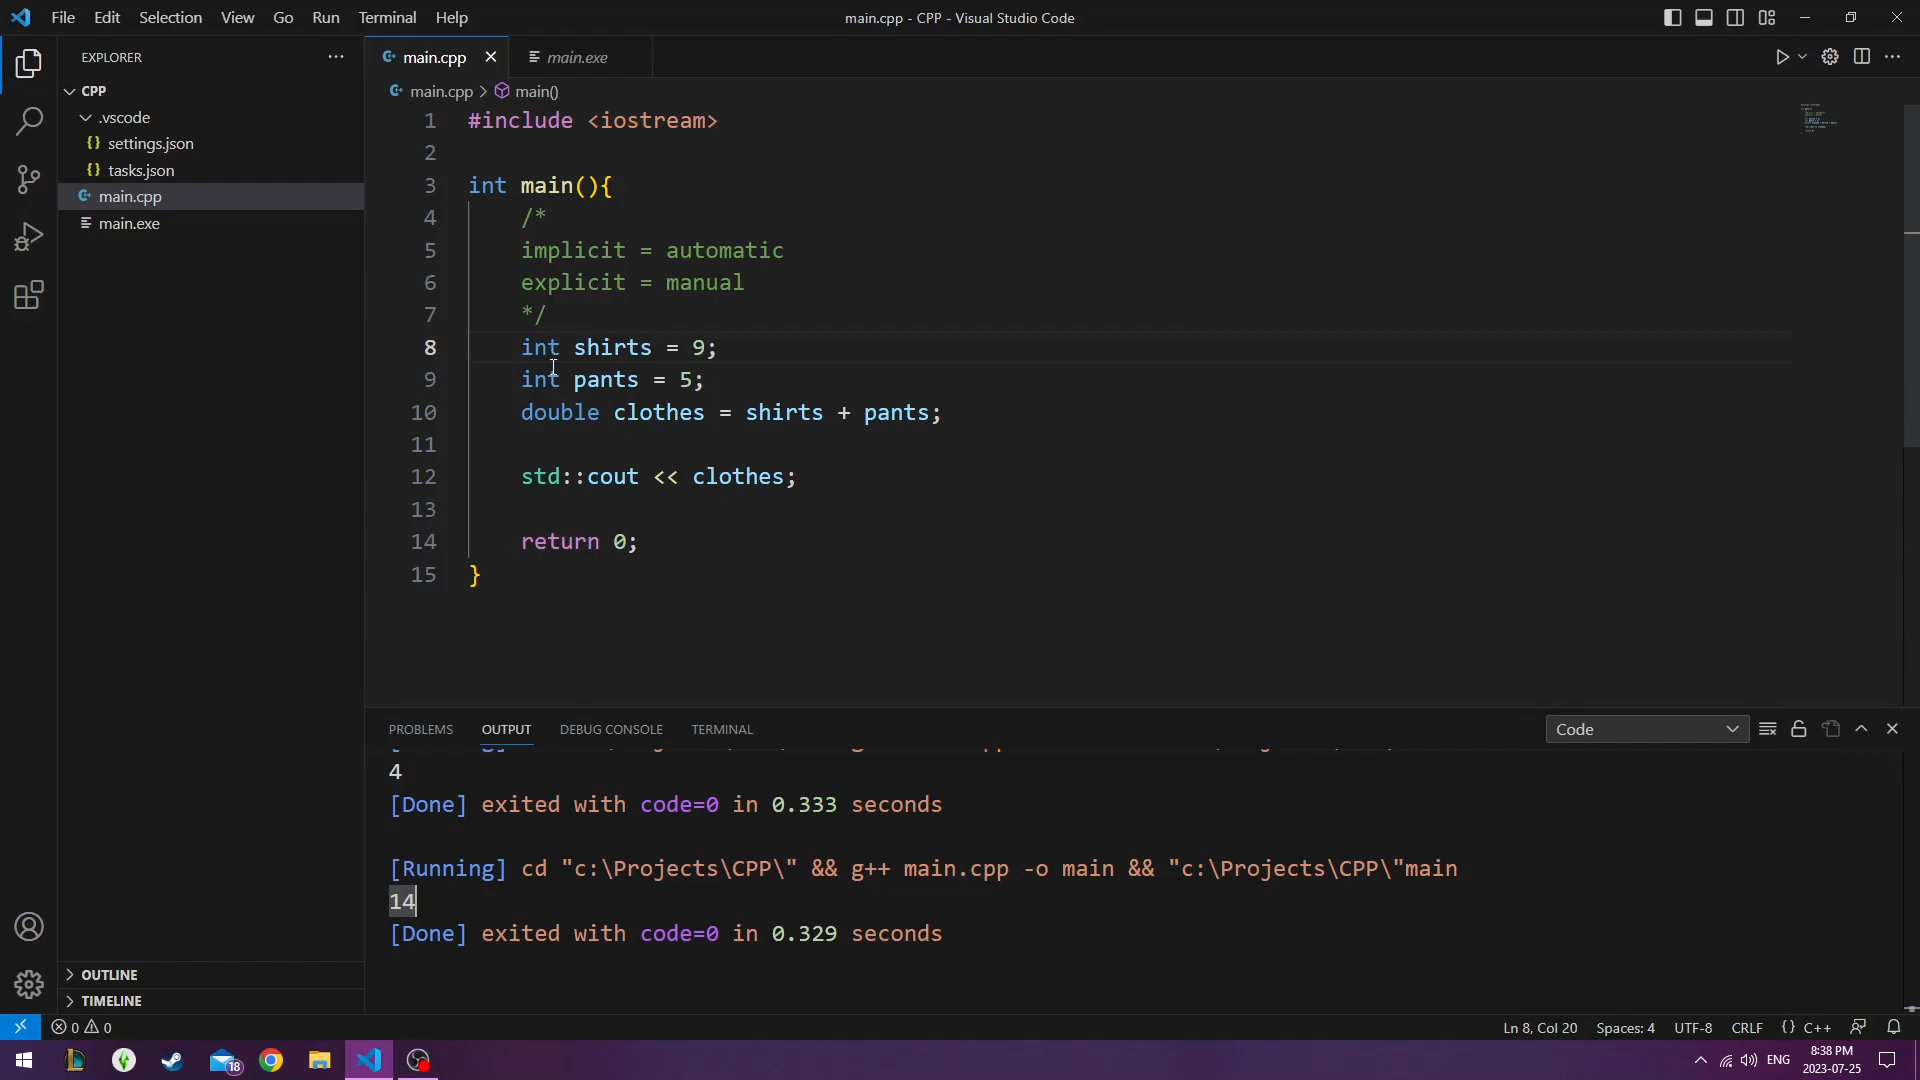 File Edit Selection View Go Run Terminal Help
main.cpp - CPP - Visual Studio Code
EXPLORER
CPP
.vscode
{} settings.json
{} tasks.json
main.cpp
main.exe
OUTLINE
TIMELINE
main.cpp main.exe
main.cpp > main()
1 #include <iostream>
2
3 int main(){
4 /*
5 implicit = automatic
6 explicit = manual
7 */
8 int shirts = 9;
9 int pants = 5;
10 double clothes = shirts + pants;
11
12 std::cout << clothes;
13
14 return 0;
15 }
PROBLEMS OUTPUT DEBUG CONSOLE TERMINAL
Code
4
[Done] exited with code=0 in 0.333 seconds
[Running] cd "c:\Projects\CPP\" && g++ main.cpp -o main && "c:\Projects\CPP\"main
14
[Done] exited with code=0 in 0.329 seconds
0 0
Ln 8, Col 20 Spaces: 4 UTF-8 CRLF {} C++
18
ENG
8:38 PM
2023-07-25